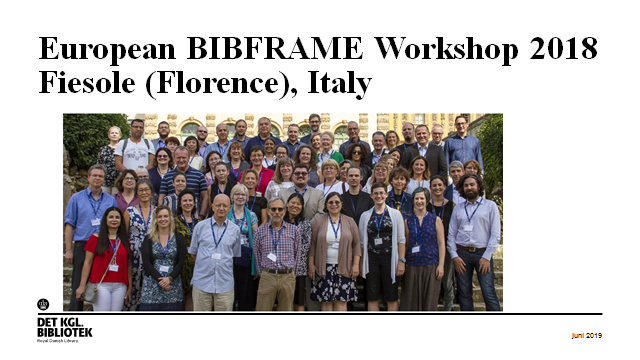 European BIBFRAME Workshop 2018
Fiesole (Florence), Italy
DET KGL.
BIBLIOTEK
Royal Danish Library
juni 2019